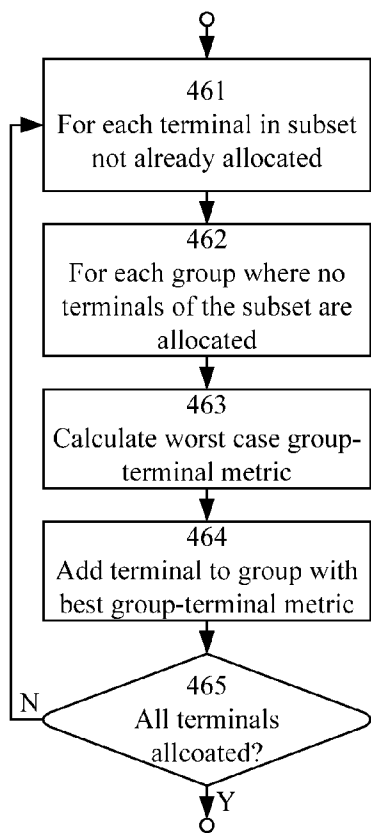 461
For each terminal in subset
not already allocated
462
For each group where no
terminals of the subset are
allocated
463
Calculate worst case group-
terminal metric
464
Add terminal to group with
best group-terminal metric
465
All terminals
allcoated?
N
Y